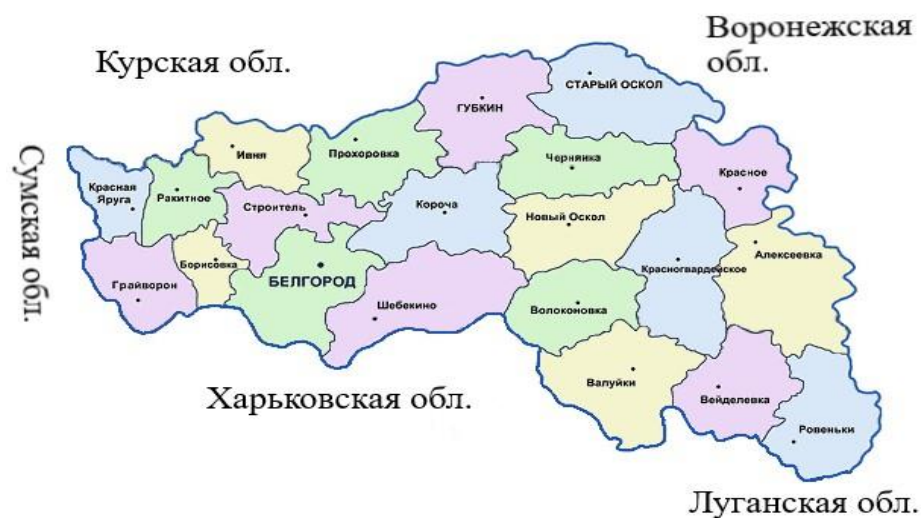 Воронежская
обл.
Курская обл.
Сумская обл.
СТАРЫЙ ОСКОЛ
ГУБКИН
Ивня
Прохоровка
Чернянка
Красное
Красная
Яруга
Ракитное
Строитель
Короча
Новый Оскол
Борисовка
БЕЛГОРОД
Красногвардейское
Алексеевка
Грайворон
Шебекино
Волоконовка
Валуйки
Вейделевка
Ровеньки
Харьковская обл.
Луганская обл.